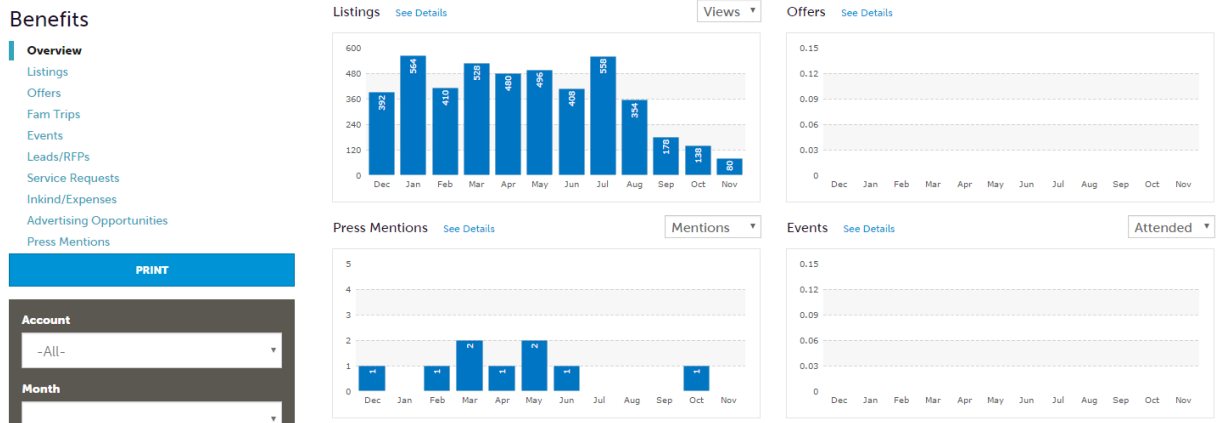 Benefits
Overview
Listings
Offers
Fam Trips
Events
Leads/RFPs
Service Requests
Inkind/Expenses
Advertising Opportunities
Press Mentions
PRINT
Account
-All-
Month
Listings See Details Views
600
480
360
240
120
0
392 564 410 528 480 496 408 558 354 178 138 80
Dec Jan Feb Mar Apr May Jun Jul Aug Sep Oct Nov
Offers See Details
0.15
0.12
0.09
0.06
0.03
0
Dec Jan Feb Mar Apr May Jun Jul Aug Sep Oct Nov
Press Mentions See Details Mentions
5
4
3
2
1
0
1 1 2 1 2 1 1
Dec Jan Feb Mar Apr May Jun Jul Aug Sep Oct Nov
Events See Details Attended
0.15
0.12
0.09
0.06
0.03
0
Dec Jan Feb Mar Apr May Jun Jul Aug Sep Oct Nov